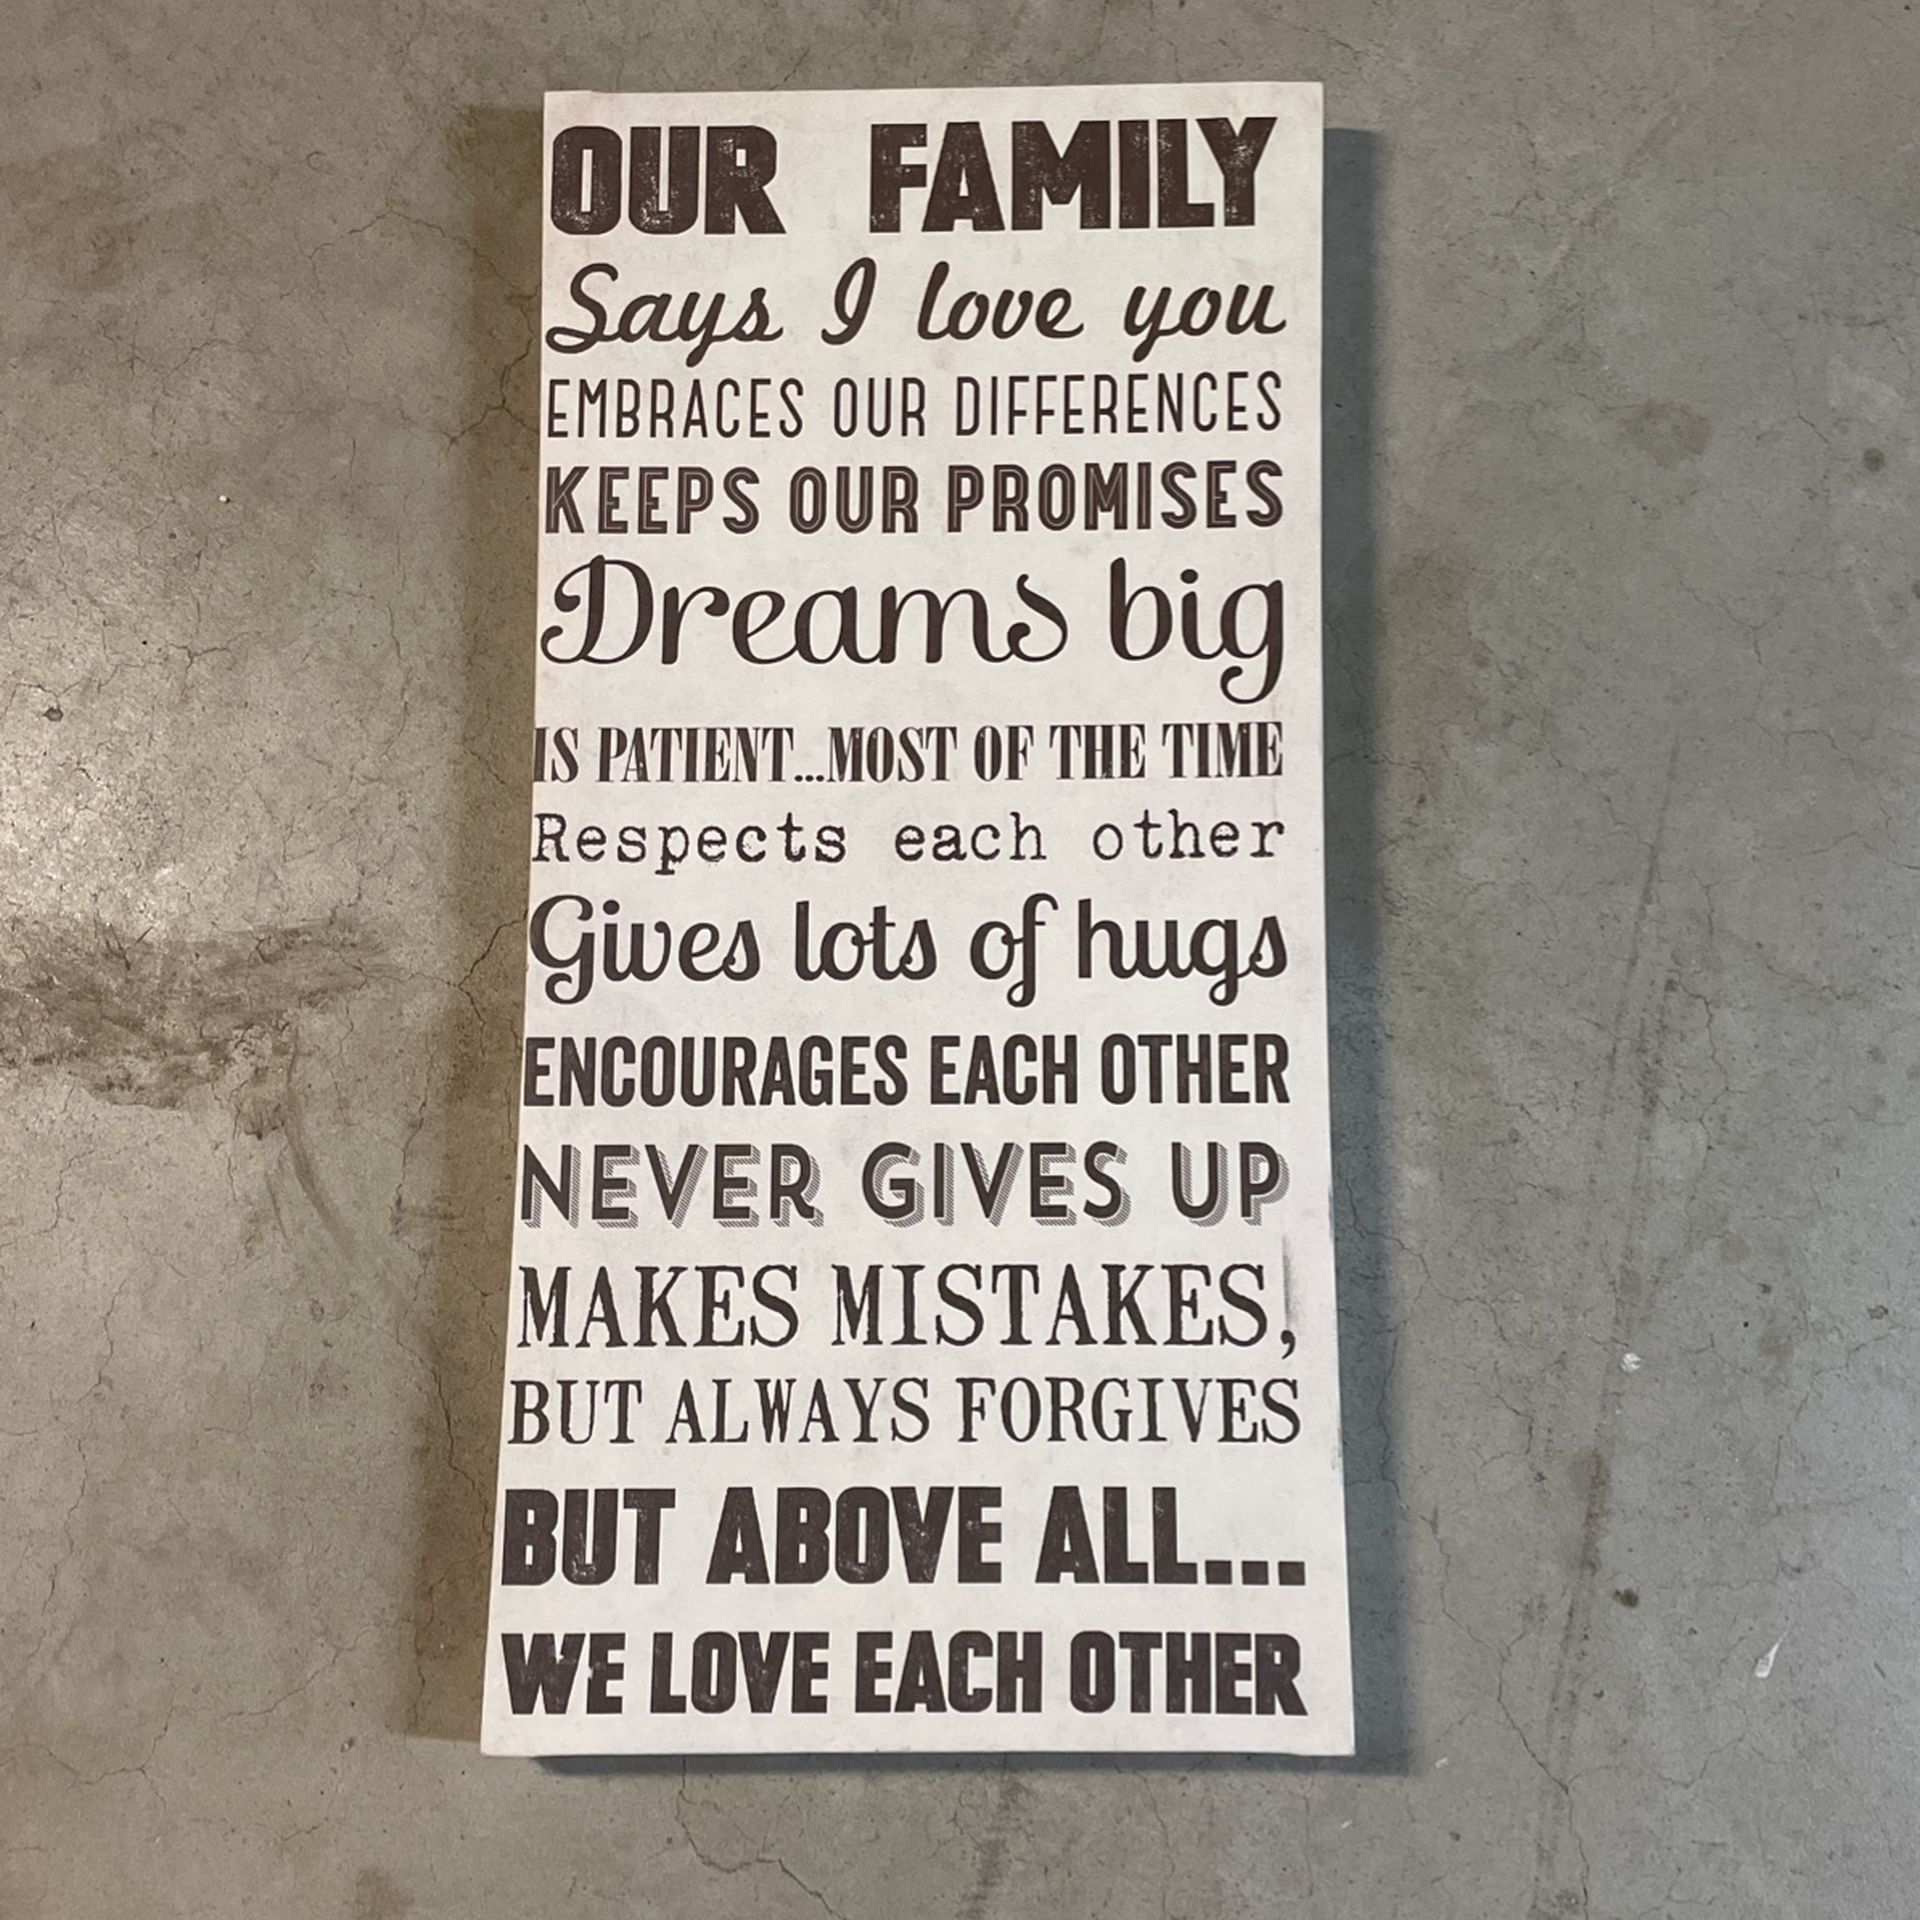 OUR FAMILY
Says I love you
EMBRACES OUR DIFFERENCES
KEEPS OUR PROMISES
Dreams big
IS PATIENT...MOST OF THE TIME
Respects each other
Gives lots of hugs
ENCOURAGES EACH OTHER
NEVER GIVES UP
MAKES MISTAKES,
BUT ALWAYS FORGIVES
BUT ABOVE ALL...
WE LOVE EACH OTHER